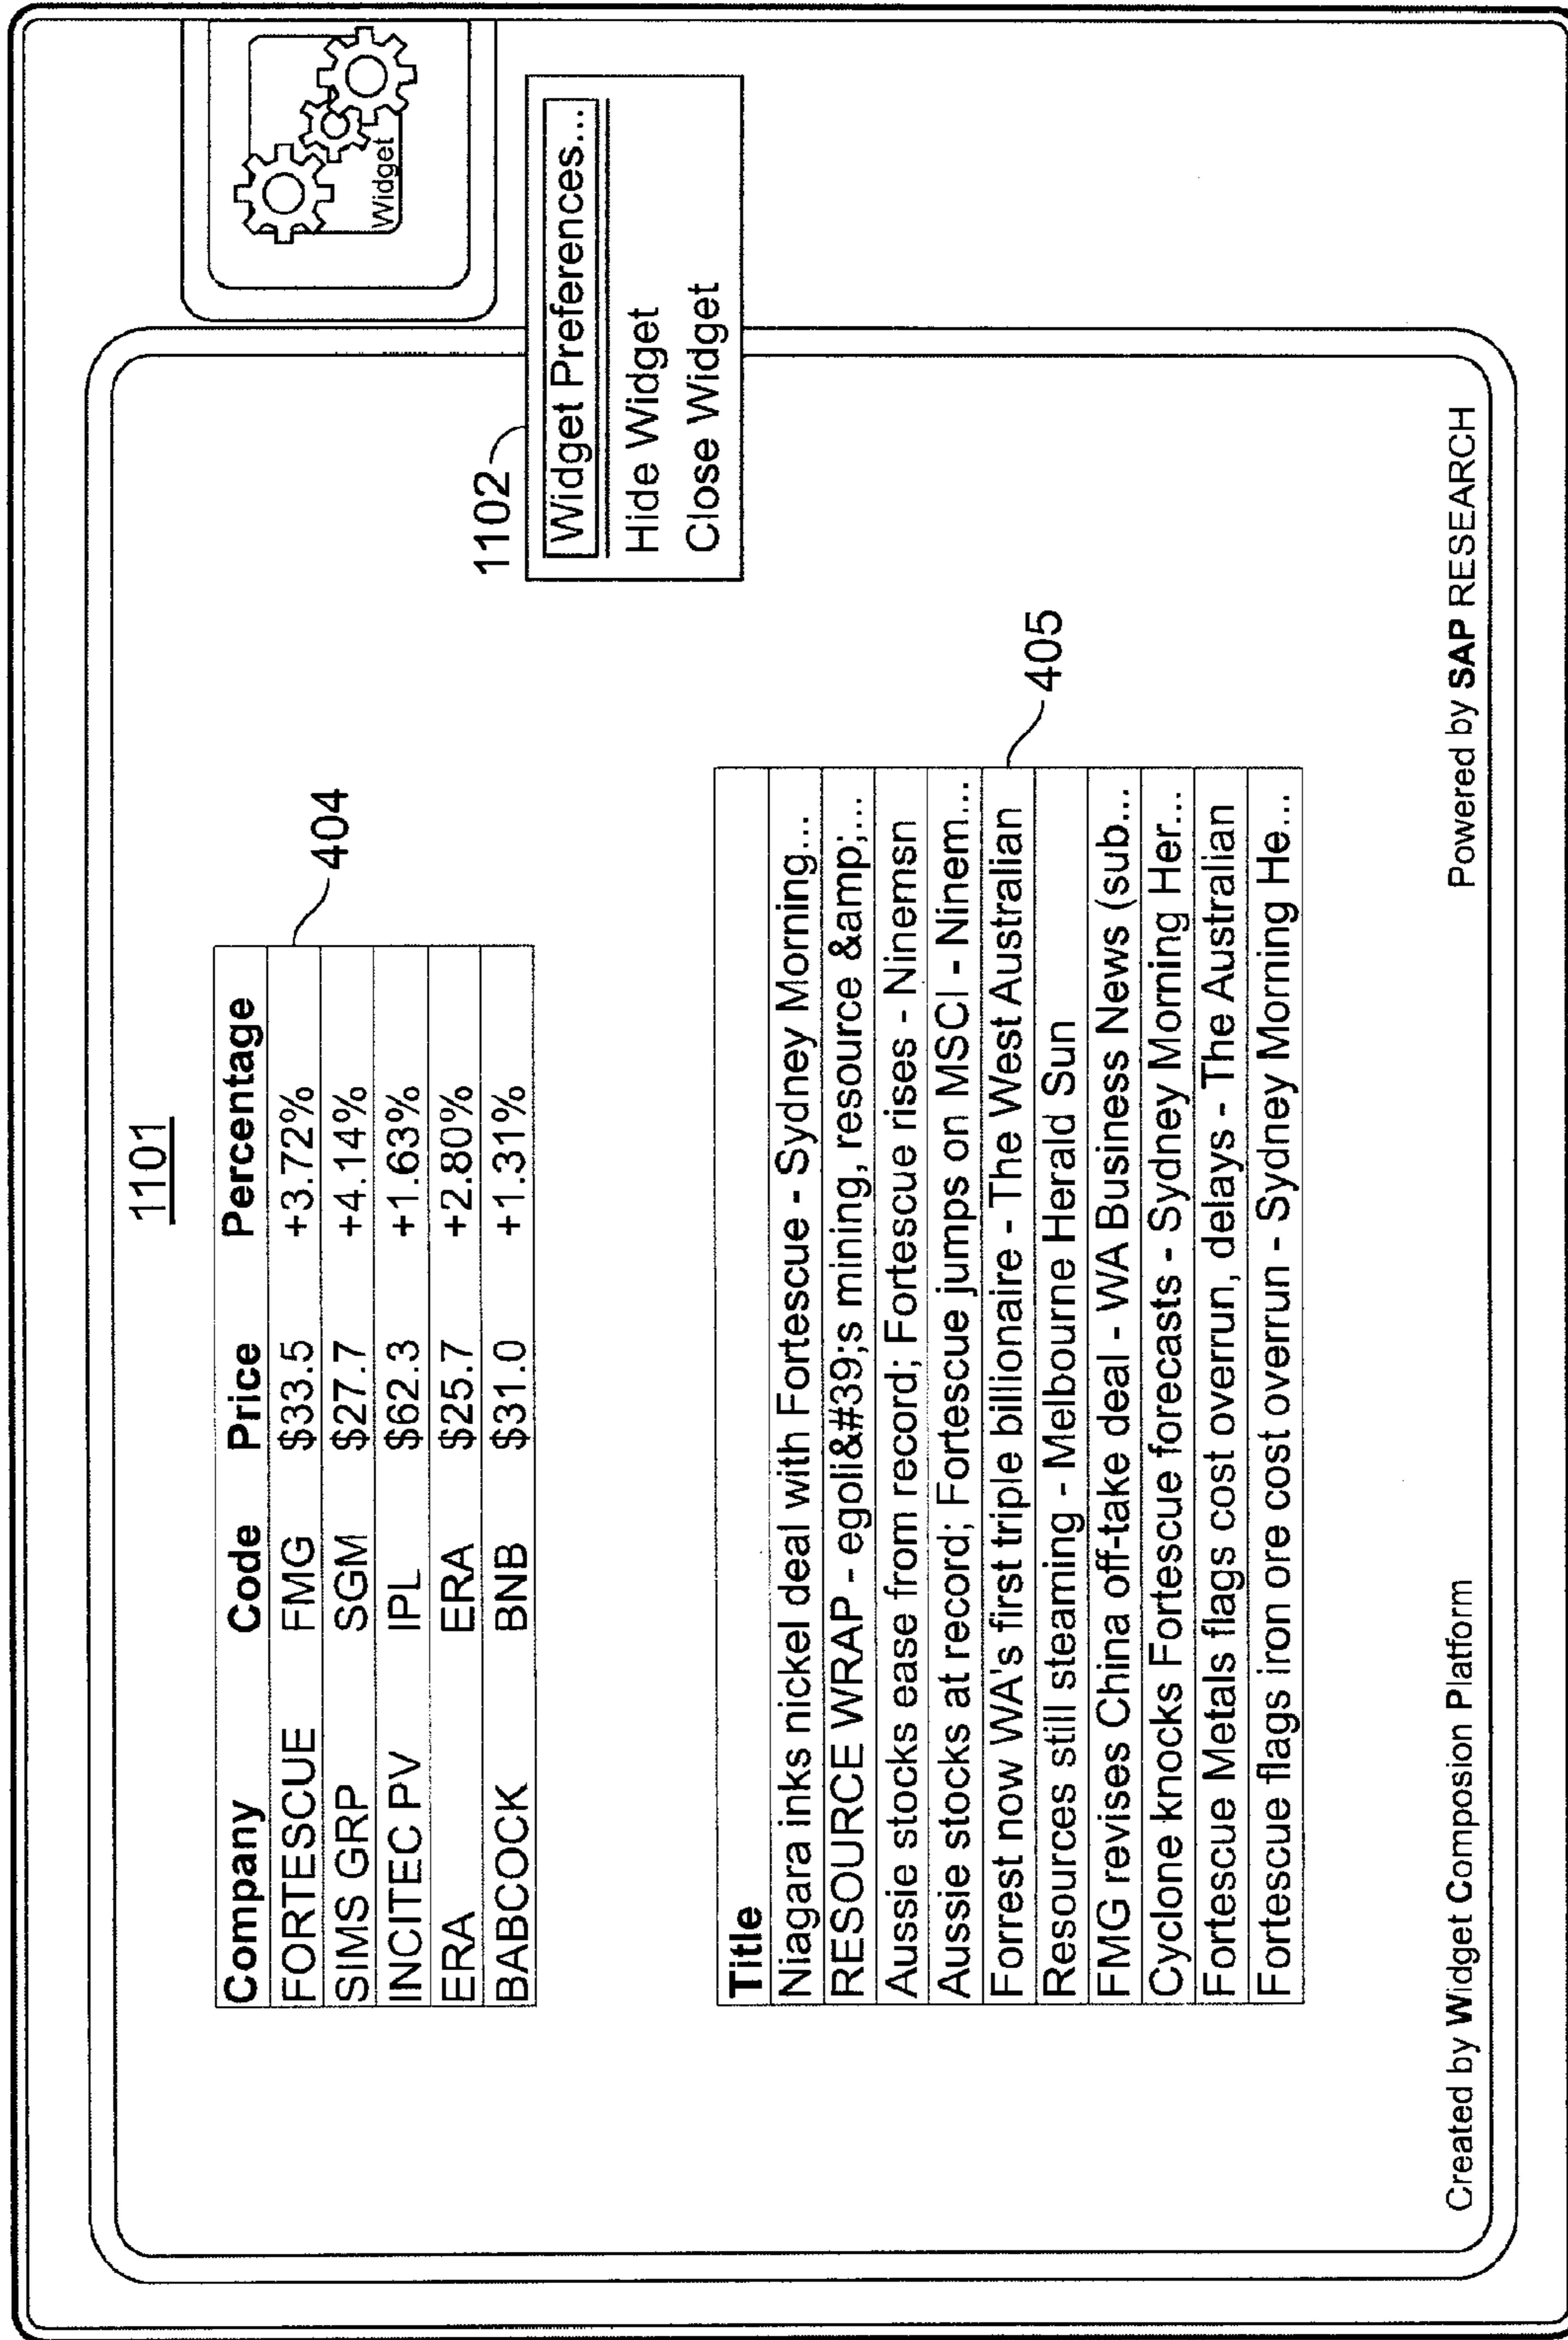 1101
Widget
Company Code Price Percentage
FORTESCUE FMG $33.5 +3.72%
SIMS GRP SGM $27.7 +4.14%
INCITEC PV IPL $62.3 +1.63%
ERA ERA $25.7 +2.80%
BABCOCK BNB $31.0 +1.31%
404
1102
Widget Preferences...
Hide Widget
Close Widget
Title
Niagara inks nickel deal with Fortescue - Sydney Morning...
RESOURCE WRAP - egoli&#39;s mining, resource &amp;...
Aussie stocks ease from record; Fortescue rises - Ninemsn
Aussie stocks at record; Fortescue jumps on MSCI - Ninem...
Forrest now WA's first triple billionaire - The West Australian
Resources still steaming - Melbourne Herald Sun
FMG revises China off-take deal - WA Business News (sub...
Cyclone knocks Fortescue forecasts - Sydney Morning Her...
Fortescue Metals flags cost overrun, delays - The Australian
Fortescue flags iron ore cost overrun - Sydney Morning He...
405
Created by Widget Composion Platform
Powered by SAP RESEARCH